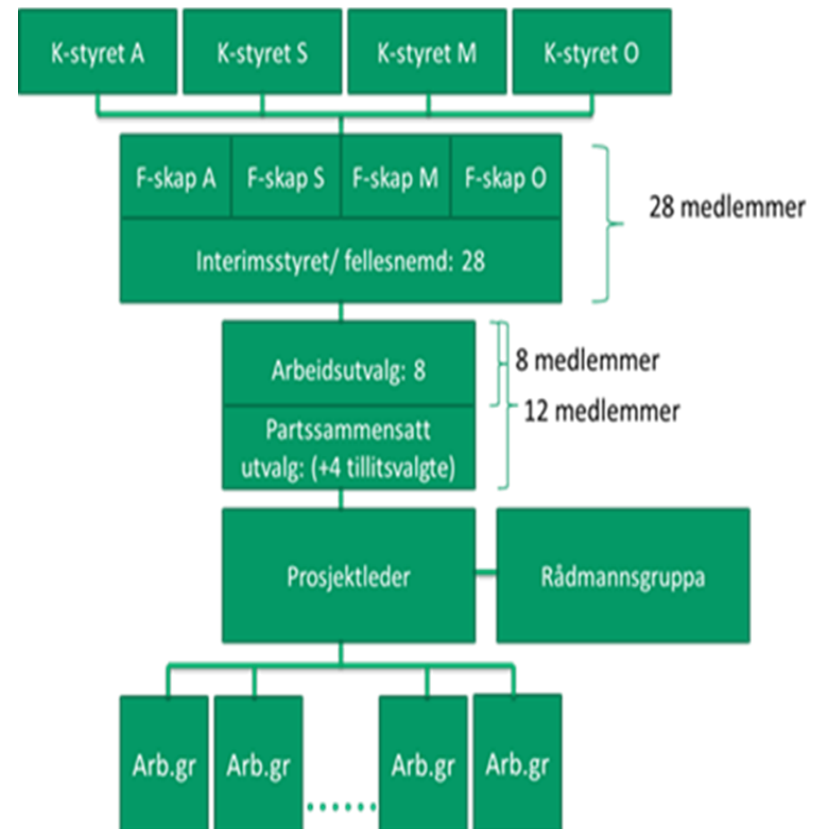 K-styret A
K-styret S
K-styret M
K-styret O
F-skap A
F-skap S
F-skap M
F-skap O
28 medlemmer
Interimsstyret/ fellesnemd: 28
Arbeidsutvalg: 8
8 medlemmer
12 medlemmer
Partssammensatt
utvalg: (+4 tillitsvalgte)
Prosjektleder
Rådmannsgruppa
Arb.gr
Arb.gr
Arb.gr
Arb.gr